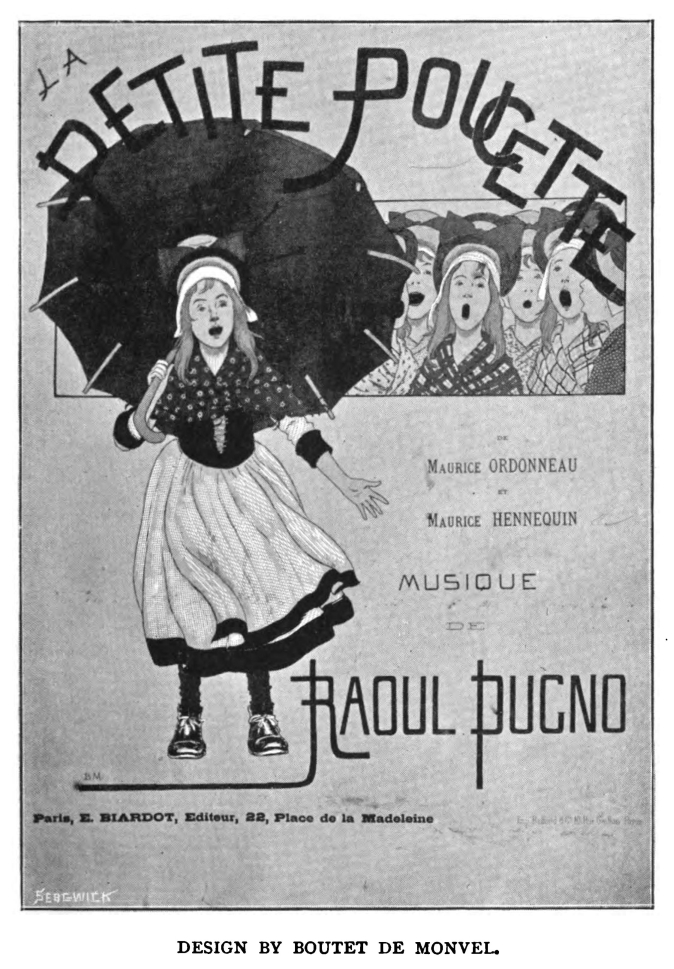 LA
PETITE POUCETTE
DE
MAURICE ORDONNEAU
ET
MAURICE HENNEQUIN
MUSIQUE
DE
RAOUL PUGNO
B.M.
Paris, E. BIARDOT, Editeur, 22, Place de la Madeleine
SEDGWICK
DESIGN BY BOUTET DE MONVEL.